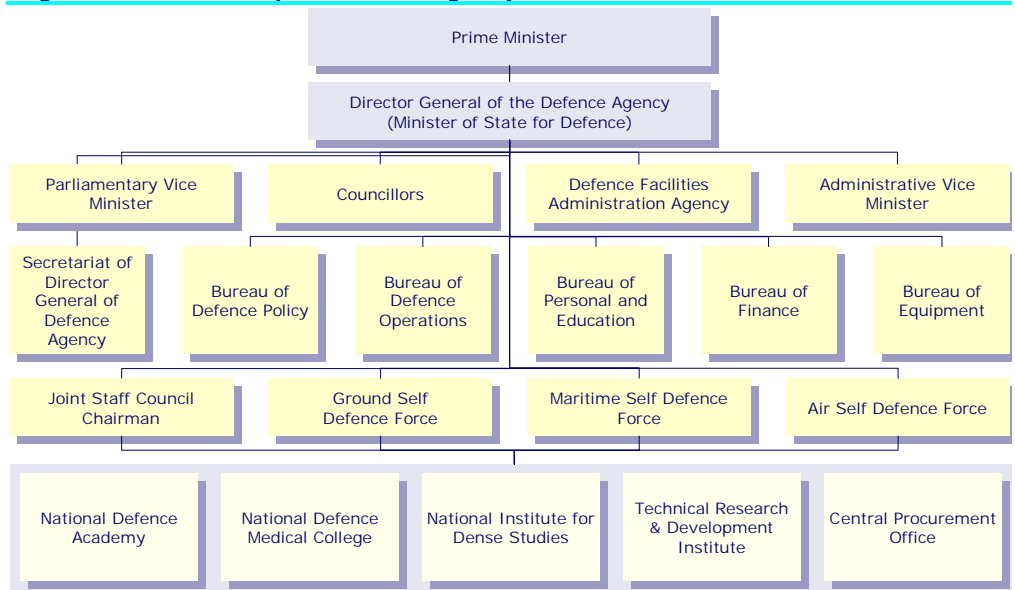 Prime Minister
Director General of the Defence Agency
(Minister of State for Defence)
Parliamentary Vice
Minister
Councillors
Defence Facilities
Administration Agency
Administrative Vice
Minister
Secretariat of
Director
General of
Defence
Agency
Bureau of
Defence Policy
Bureau of
Defence
Operations
Bureau of
Personal and
Education
Bureau of
Finance
Bureau of
Equipment
Joint Staff Council
Chairman
Ground Self
Defence Force
Maritime Self Defence
Force
Air Self Defence Force
National Defence
Academy
National Defence
Medical College
National Institute for
Dense Studies
Technical Research
& Development
Institute
Central Procurement
Office